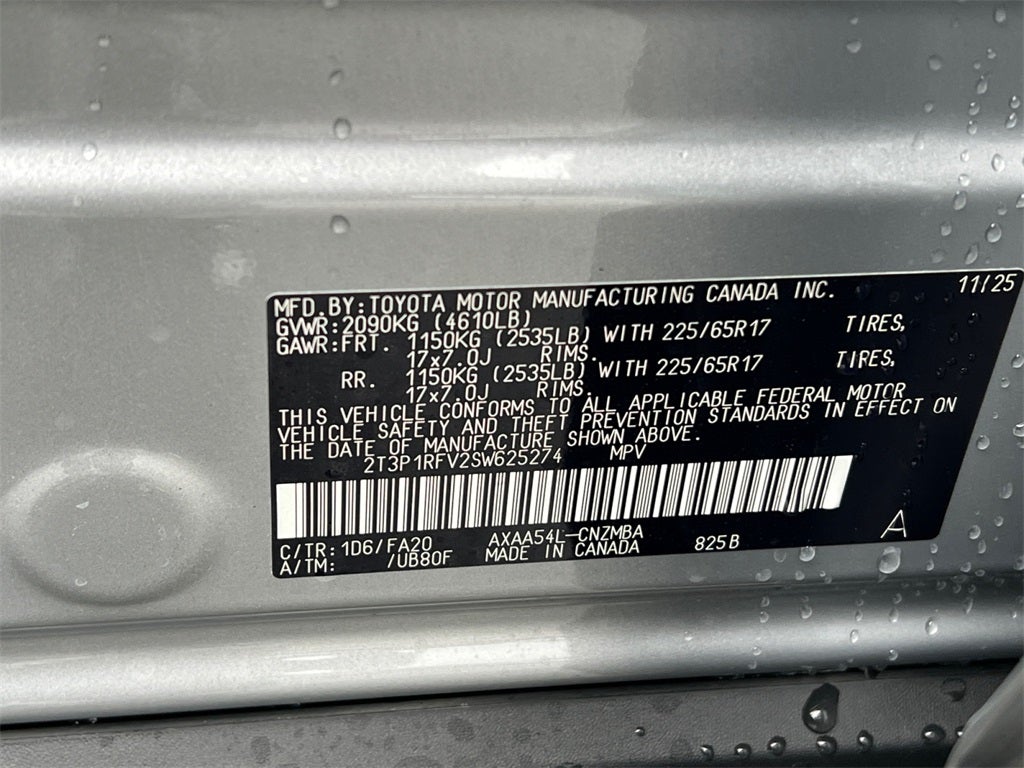 MFD.BY:TOYOTA MOTOR MANUFACTURING CANADA INC. 11/25
GVWR:2090KG (4610LB)
GAWR:FRT. 1150KG (2535LB) WITH 225/65R17 TIRES,
17x7.0J RIMS.
RR. 1150KG (2535LB) WITH 225/65R17 TIRES,
17x7.0J RIMS.
THIS VEHICLE CONFORMS TO ALL APPLICABLE FEDERAL MOTOR
VEHICLE SAFETY AND THEFT PREVENTION STANDARDS IN EFFECT ON
THE DATE OF MANUFACTURE SHOWN ABOVE.
2T3P1RFV2SW625274 MPV
A
C/TR: 1D6/FA20 AXAA54L-CNZMBA
A/TM: /UB80F MADE IN CANADA 825B